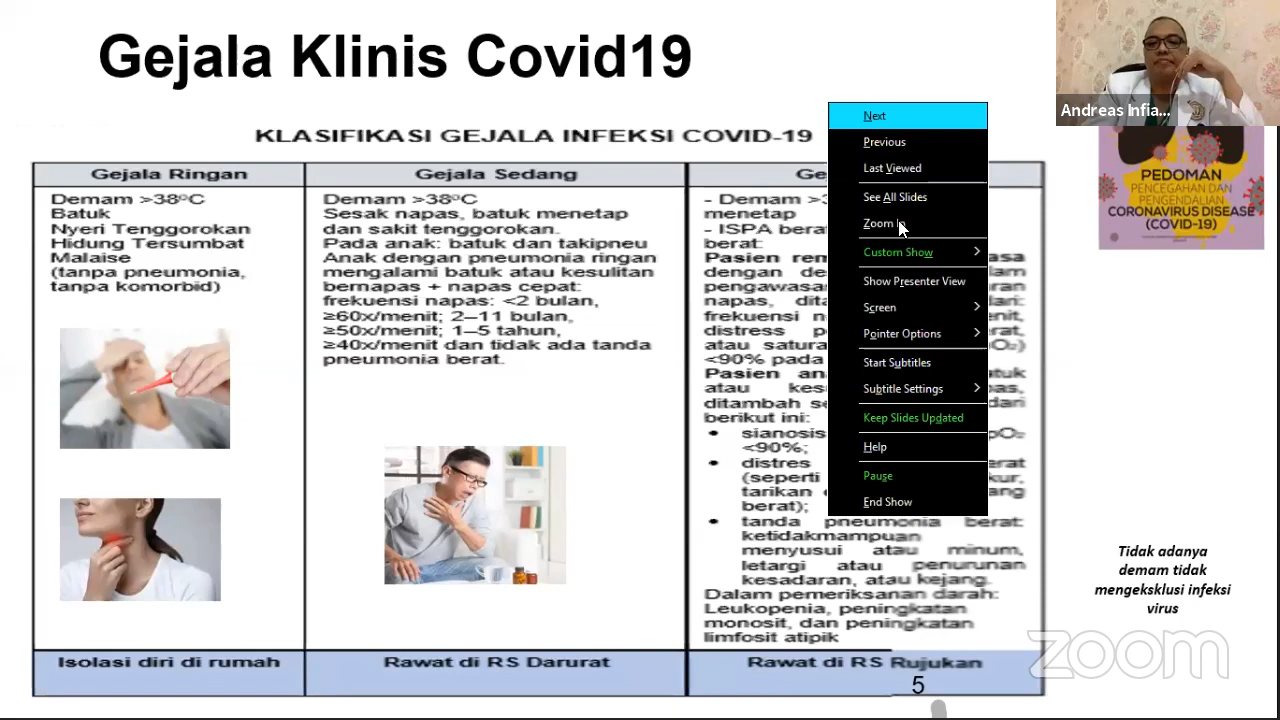 Gejala Klinis Covid19
Andreas Infia...
KLASIFIKASI GEJALA INFEKSI COVID-19
Gejala Ringan
Demam >38°C
Batuk
Nyeri Tenggorokan
Hidung Tersumbat
Malaise
(tanpa pneumonia,
tanpa komorbid)
Isolasi diri di rumah
Gejala Sedang
Demam >38°C
Sesak napas, batuk menetap
dan sakit tenggorokan.
Pada anak: batuk dan takipneu
Anak dengan pneumonia ringan
mengalami batuk atau kesulitan
bernapas + napas cepat:
frekuensi napas: <2 bulan,
≥60x/menit; 2–11 bulan,
≥50x/menit; 1–5 tahun,
≥40x/menit dan tidak ada tanda
pneumonia berat.
Rawat di RS Darurat
- Demam
menetap
- ISPA
berat:
Pasien
dengan
pengawasan
napas,
frekuensi
distress
atau
<90% pada
Pasien
atau
ditambah
berikut ini:
• sianosis
<90%;
• distres
(seperti
tarikan
berat);
• tanda pneumonia berat:
ketidakmampuan
menyusui atau minum,
letargi atau penurunan
kesadaran, atau kejang.
Dalam pemeriksanan darah:
Leukopenia, peningkatan
monosit, dan peningkatan
limfosit atipik
Rawat di RS Rujukan
5
Next
Previous
Last Viewed
See All Slides
Zoom In
Custom Show
Show Presenter View
Screen
Pointer Options
Start Subtitles
Subtitle Settings
Keep Slides Updated
Help
Pause
End Show
PEDOMAN
PENCEGAHAN DAN
PENGENDALIAN
CORONAVIRUS DISEASE
(COVID-19)
Tidak adanya
demam tidak
mengeksklusi infeksi
virus
zoom